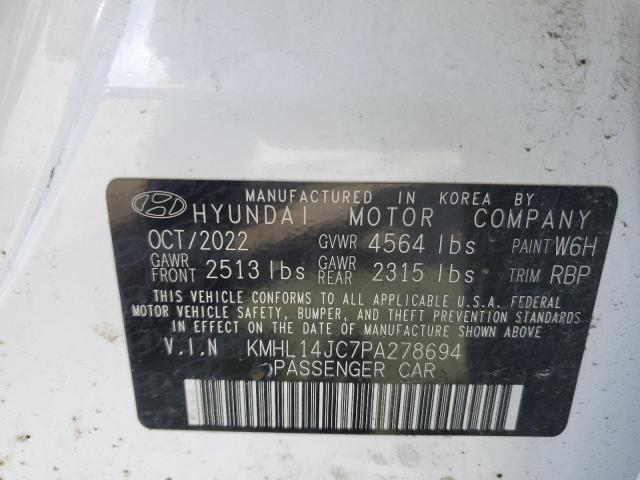 MANUFACTURED IN KOREA BY
HYUNDAI MOTOR COMPANY
OCT/2022 GVWR 4564 lbs PAINT W6H
GAWR FRONT 2513 lbs GAWR REAR 2315 lbs TRIM RBP
THIS VEHICLE CONFORMS TO ALL APPLICABLE U.S.A. FEDERAL
MOTOR VEHICLE SAFETY, BUMPER, AND THEFT PREVENTION STANDARDS
IN EFFECT ON THE DATE OF MANUFACTURE SHOWN ABOVE.
V.I.N KMHL14JC7PA278694
PASSENGER CAR